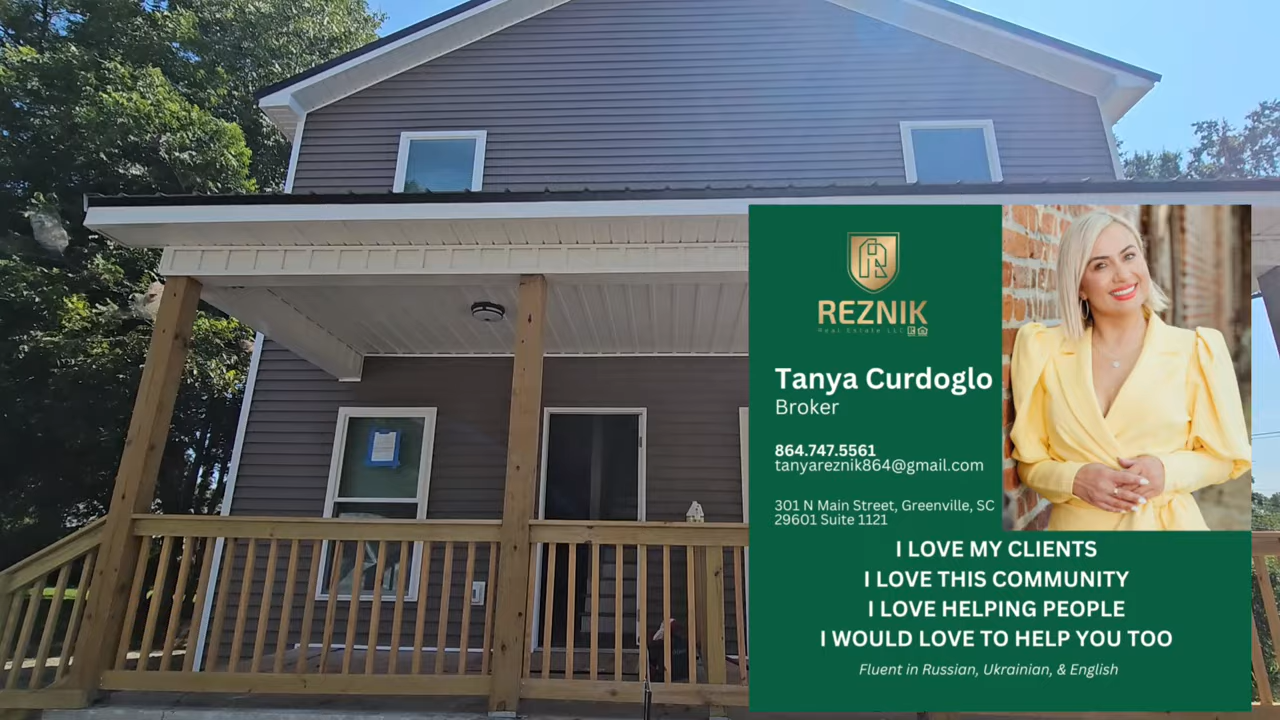 REZNIK
Real Estate LLC
Tanya Curdoglo
Broker
864.747.5561
tanyareznik864@gmail.com
301 N Main Street, Greenville, SC
29601 Suite 1121
I LOVE MY CLIENTS
I LOVE THIS COMMUNITY
I LOVE HELPING PEOPLE
I WOULD LOVE TO HELP YOU TOO
Fluent in Russian, Ukrainian, & English